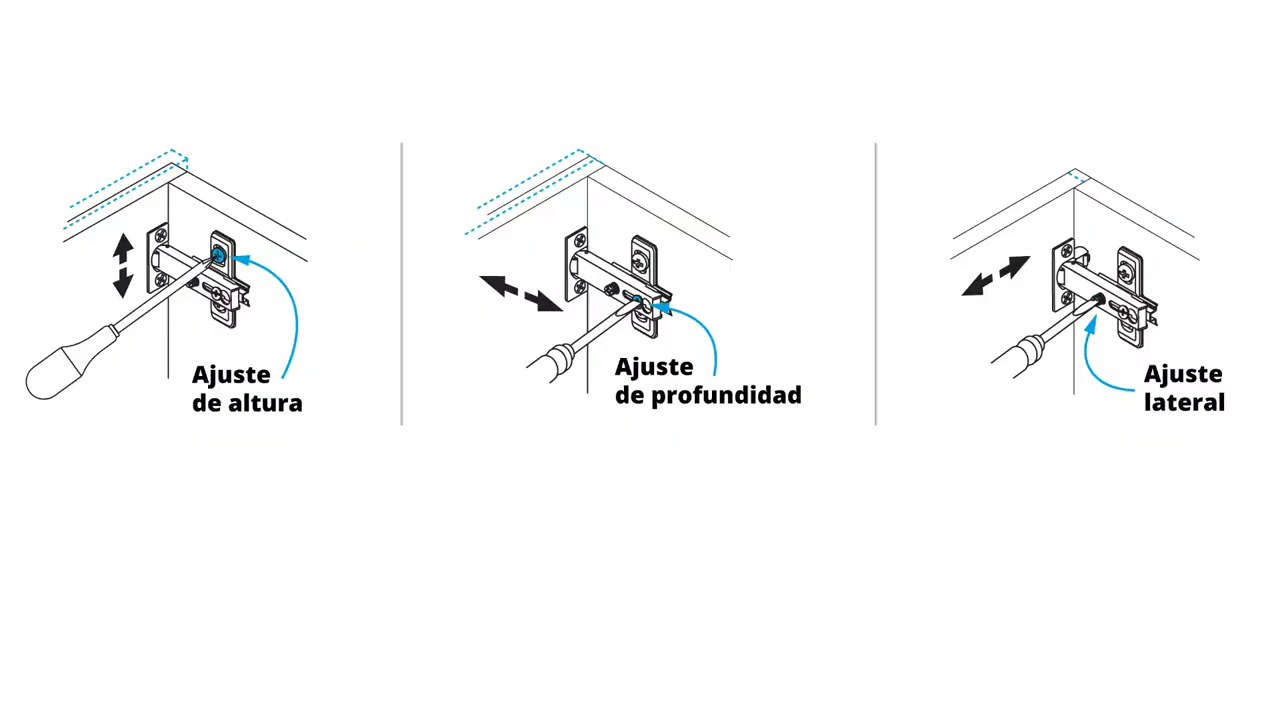 Ajuste
de altura
Ajuste
de profundidad
Ajuste
lateral